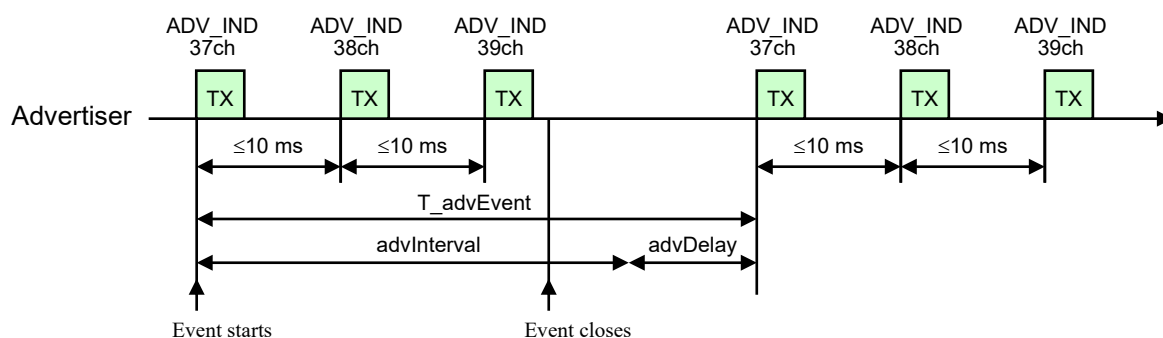 ADV_IND ADV_IND ADV_IND ADV_IND ADV_IND ADV_IND
37ch 38ch 39ch 37ch 38ch 39ch
TX TX TX TX TX TX
Advertiser
≤10 ms ≤10 ms ≤10 ms ≤10 ms
T_advEvent
advInterval advDelay
Event starts Event closes